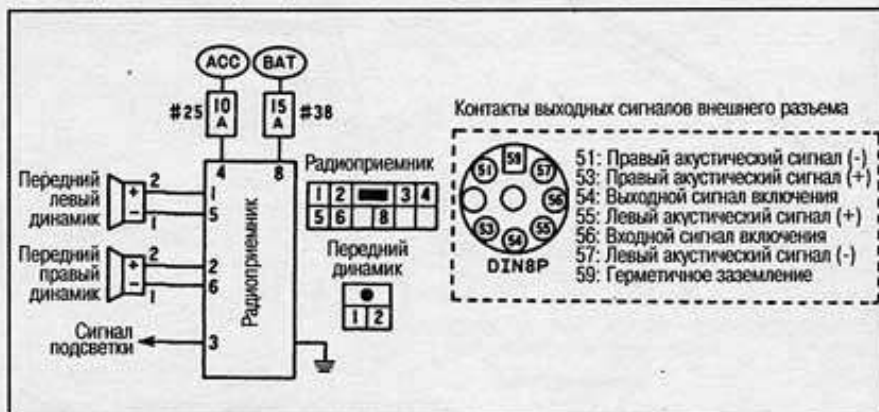 ACC BAT
#25 10 A 15 A #38
Контакты выходных сигналов внешнего разъема
4 8
Радиоприемник
Передний
левый
динамик
2
+
-
1
1
5
1 2 3 4
5 6 8
Передний
правый
динамик
2
+
-
1
2
6
Радиоприемник
Передний
динамик
1 2
Сигнал
подсветки
3
51 59 57
56
53 54 55
DIN8P
51: Правый акустический сигнал (-)
53: Правый акустический сигнал (+)
54: Выходной сигнал включения
55: Левый акустический сигнал (+)
56: Входной сигнал включения
57: Левый акустический сигнал (-)
59: Герметичное заземление